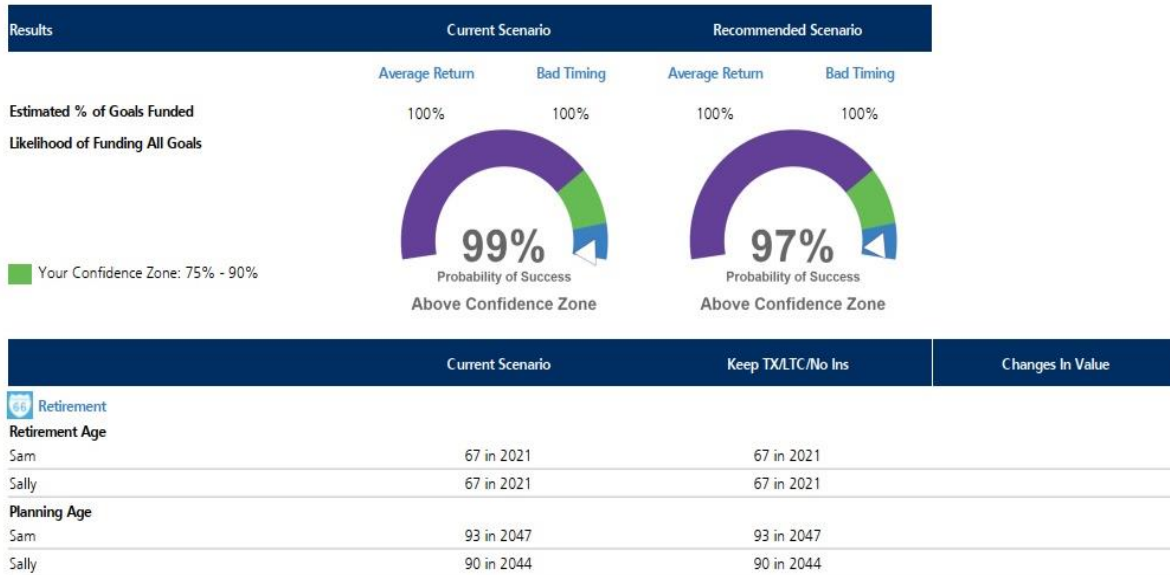 Results Current Scenario Recommended Scenario
Average Return Bad Timing Average Return Bad Timing
Estimated % of Goals Funded 100% 100% 100% 100%
Likelihood of Funding All Goals
99% 97%
Your Confidence Zone: 75% - 90% Probability of Success Probability of Success
Above Confidence Zone Above Confidence Zone
Current Scenario Keep TX/LTC/No Ins Changes In Value
66 Retirement
Retirement Age
Sam 67 in 2021 67 in 2021
Sally 67 in 2021 67 in 2021
Planning Age
Sam 93 in 2047 93 in 2047
Sally 90 in 2044 90 in 2044